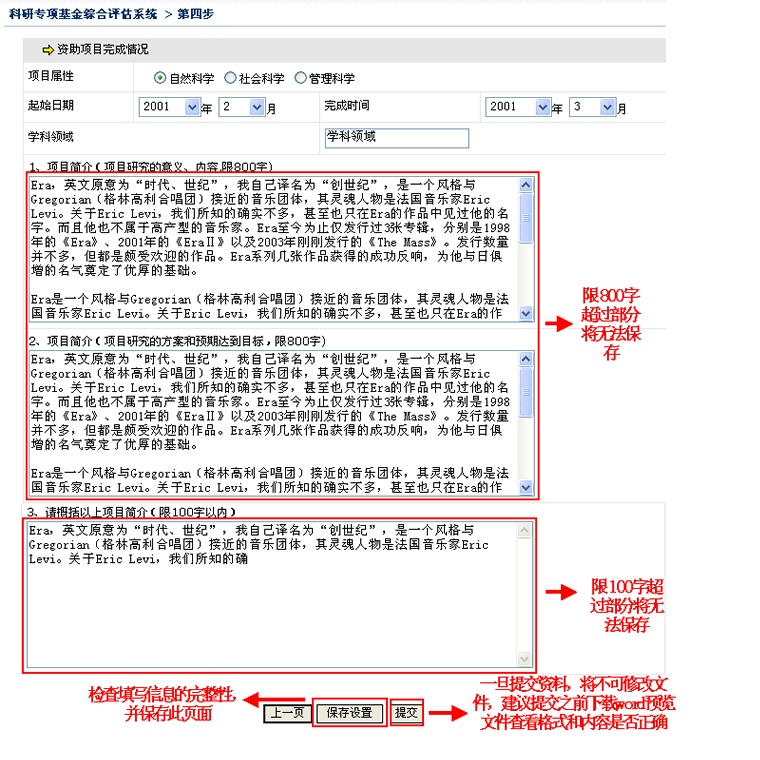 科研专项基金综合评估系统 > 第四步
资助项目完成情况
项目属性 自然科学 社会科学 管理科学
起始日期 2001 年 2 月 完成时间 2001 年 3 月
学科领域 学科领域
1、项目简介(项目研究的意义、内容,限800字)
Era，英文原意为“时代、世纪”，我自己译名为“创世纪”，是一个风格与
Gregorian（格林高利合唱团）接近的音乐团体，其灵魂人物是法国音乐家Eric
Levi。关于Eric Levi，我们所知的确实不多，甚至也只在Era的作品中见过他的名
字。而且他也不属于高产型的音乐家。Era至今为止仅发行过3张专辑，分别是1998
年的《Era》、2001年的《EraⅡ》以及2003年刚刚发行的《The Mass》。发行数量
并不多，但都是颇受欢迎的作品。Era系列几张作品获得的成功反响，为他与日俱
增的名气奠定了优厚的基础。
Era是一个风格与Gregorian（格林高利合唱团）接近的音乐团体，其灵魂人物是法
国音乐家Eric Levi。关于Eric Levi，我们所知的确实不多，甚至也只在Era的作
限800字
超过部分
将无法保
存
2、项目简介(项目研究的方案和预期达到目标,限800字)
Era，英文原意为“时代、世纪”，我自己译名为“创世纪”，是一个风格与
Gregorian（格林高利合唱团）接近的音乐团体，其灵魂人物是法国音乐家Eric
Levi。关于Eric Levi，我们所知的确实不多，甚至也只在Era的作品中见过他的名
字。而且他也不属于高产型的音乐家。Era至今为止仅发行过3张专辑，分别是1998
年的《Era》、2001年的《EraⅡ》以及2003年刚刚发行的《The Mass》。发行数量
并不多，但都是颇受欢迎的作品。Era系列几张作品获得的成功反响，为他与日俱
增的名气奠定了优厚的基础。
Era是一个风格与Gregorian（格林高利合唱团）接近的音乐团体，其灵魂人物是法
国音乐家Eric Levi。关于Eric Levi，我们所知的确实不多，甚至也只在Era的作
3、请概括以上项目简介(限100字以内)
Era，英文原意为“时代、世纪”，我自己译名为“创世纪”，是一个风格与
Gregorian（格林高利合唱团）接近的音乐团体，其灵魂人物是法国音乐家Eric
Levi。关于Eric Levi，我们所知的确
限100字超
过部分将无
法保存
检查填写信息的完整性，
并保存此页面
上一页 保存设置 提交
一旦提交资料，将不可修改文
件，建议提交之前下载word预览
文件查看格式和内容是否正确